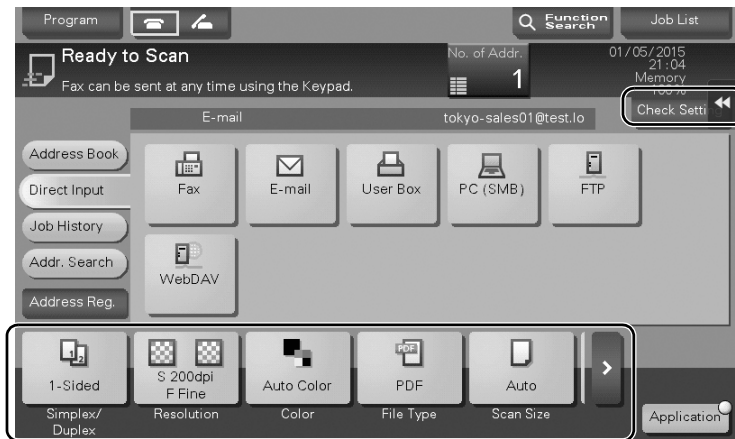 Program
Function
Search
Job List
Ready to Scan
Fax can be sent at any time using the Keypad.
No. of Addr.
1
01/05/2015
21:04
Memory
100%
Check Setti
E-mail
tokyo-sales01@test.lo
Address Book
Direct Input
Job History
Addr. Search
Address Reg.
Fax
E-mail
User Box
PC (SMB)
FTP
WebDAV
1-Sided
S 200dpi
F Fine
Auto Color
PDF
Auto
Simplex/
Duplex
Resolution
Color
File Type
Scan Size
Application